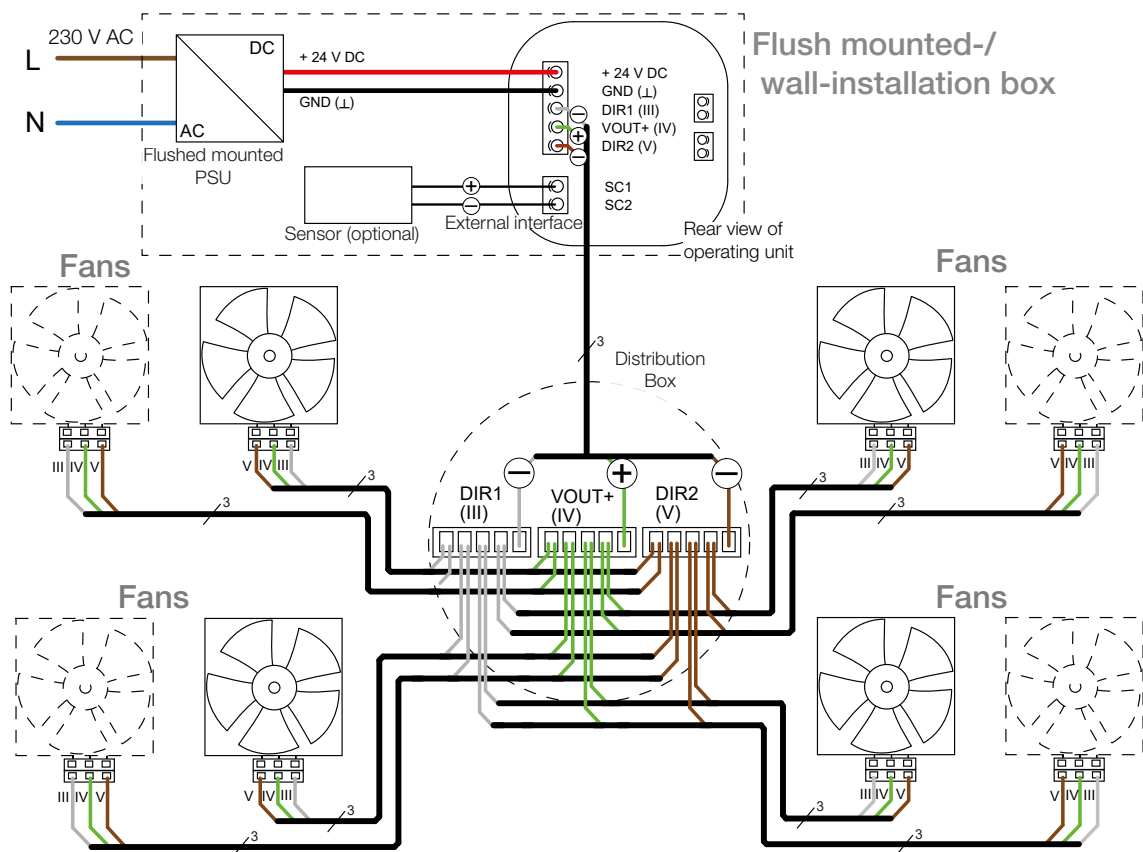 230 V AC
L
N
DC
AC
Flushed mounted
PSU
+ 24 V DC
GND (⊥)
+ 24 V DC
GND (⊥)
DIR1 (III)
VOUT+ (IV)
DIR2 (V)
−
+
−
SC1
SC2
+
−
Sensor (optional)
External interface
Rear view of
operating unit
Flush mounted-/
wall-installation box
Fans
Fans
III IV V
V IV III
III IV V
V IV III
3
3
3
3
3
Distribution
Box
−
+
−
DIR1
(III)
VOUT+
(IV)
DIR2
(V)
Fans
Fans
III IV V
V IV III
III IV V
V IV III
3
3
3
3